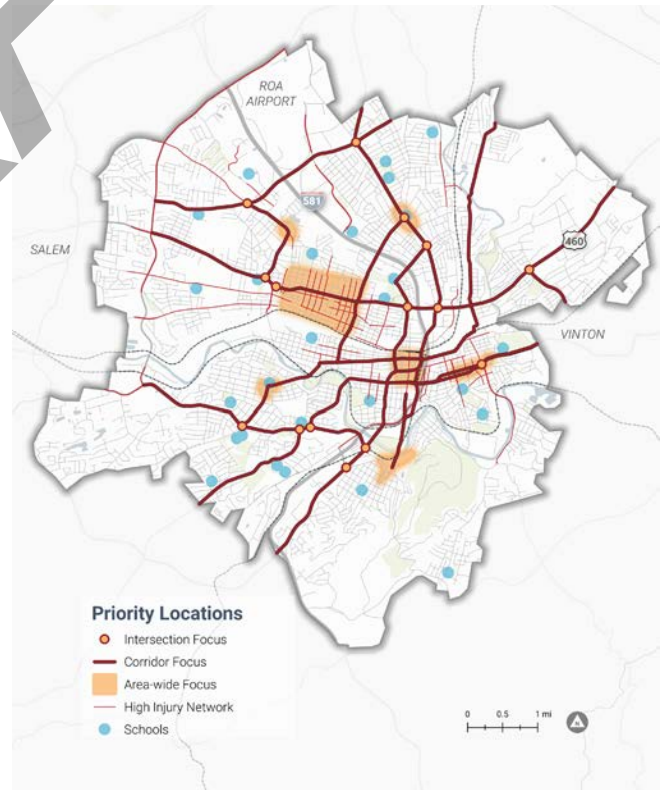 ROA
AIRPORT
581
460
SALEM
VINTON
Priority Locations
Intersection Focus
Corridor Focus
Area-wide Focus
High Injury Network
Schools
0 0.5 1 mi
N